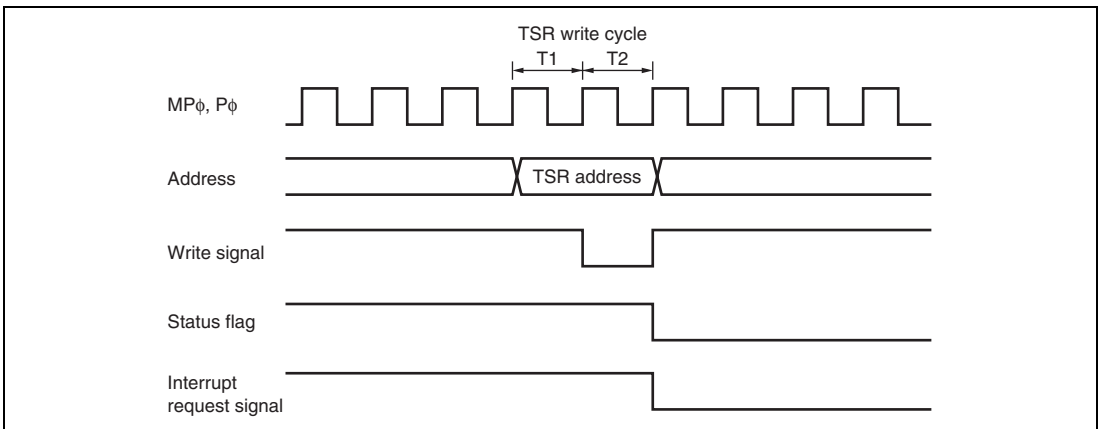 TSR write cycle
T1 T2
MPφ, Pφ
Address
TSR address
Write signal
Status flag
Interrupt
request signal